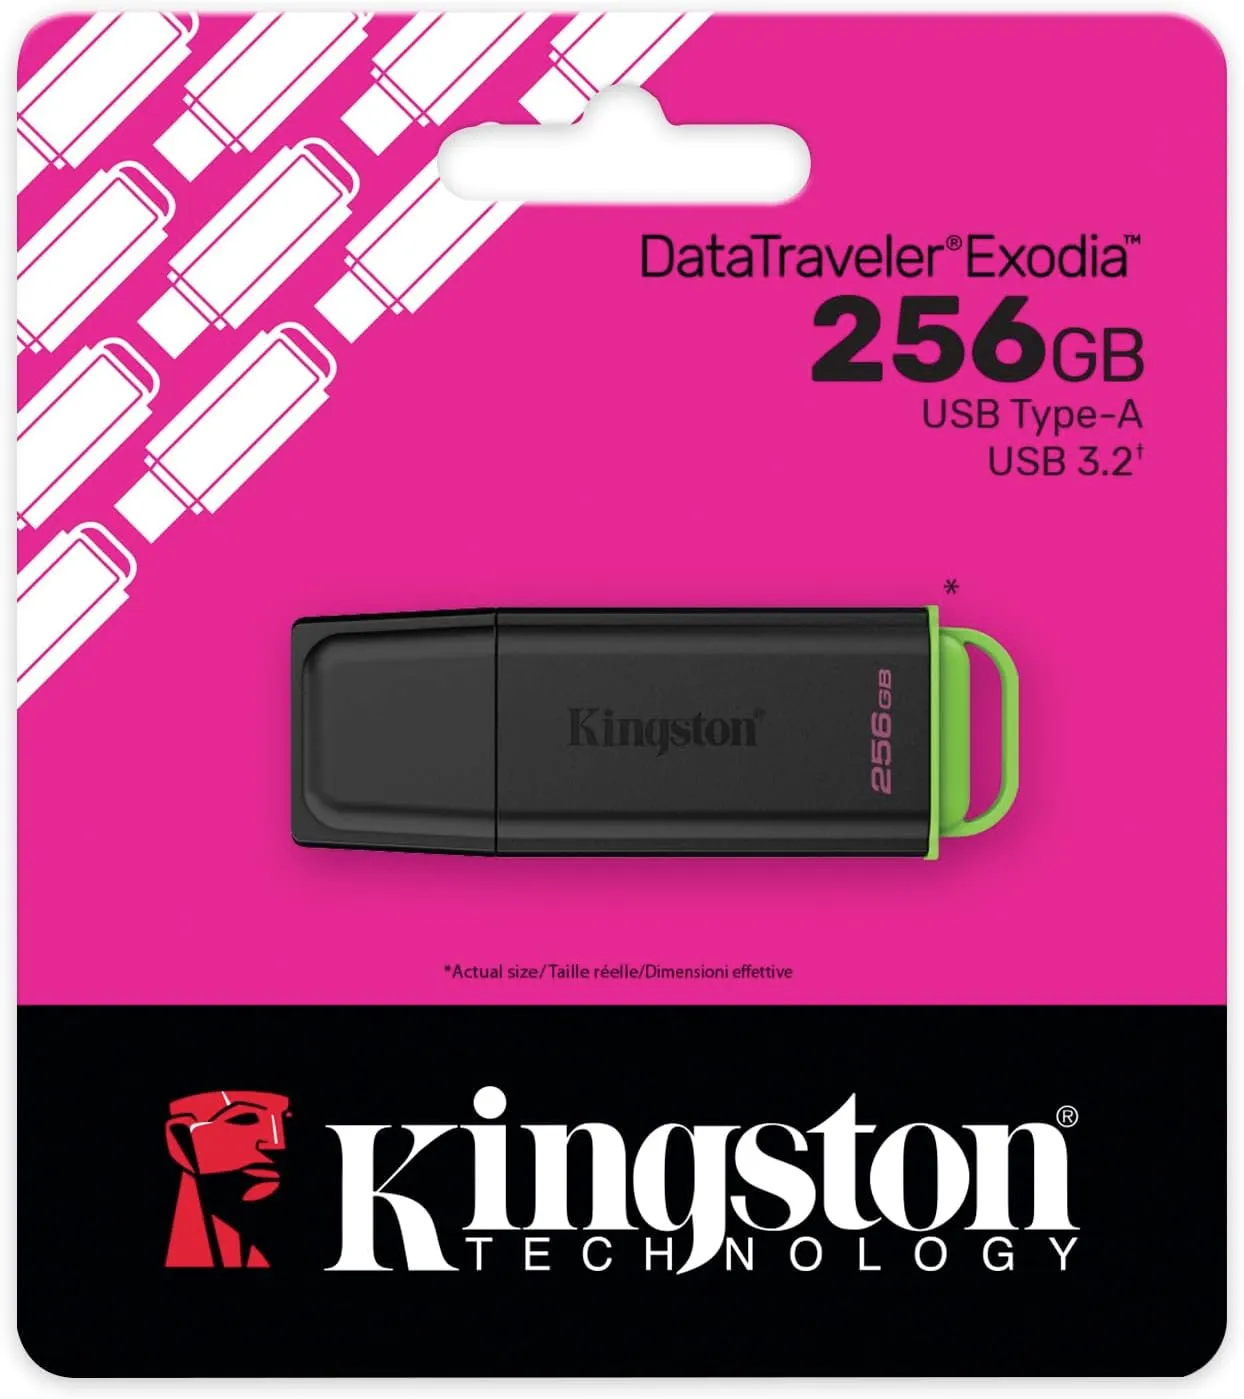 DataTraveler® Exodia™
256GB
USB Type-A
USB 3.2†
*
Kingston®
256GB
*Actual size/Taille réelle/Dimensioni effettive
Kingston®
TECHNOLOGY